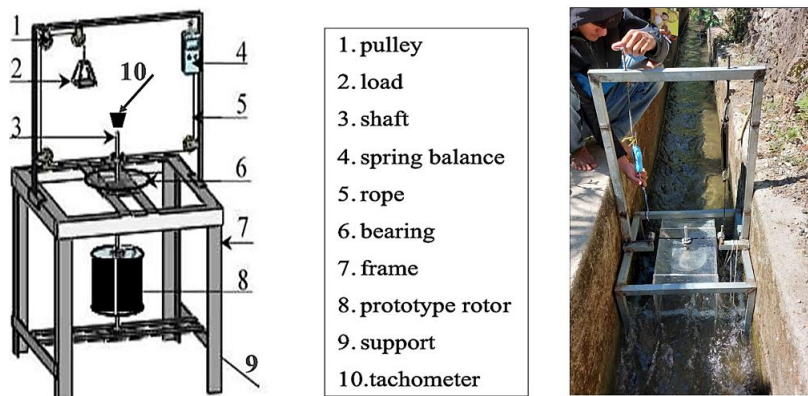 1
2
3
10
4
5
6
7
8
9
1. pulley
2. load
3. shaft
4. spring balance
5. rope
6. bearing
7. frame
8. prototype rotor
9. support
10. tachometer